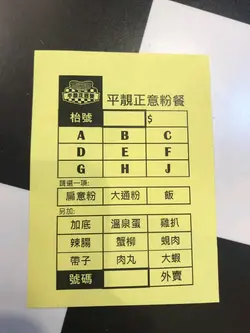 平靚正意粉餐
枱號 $
A B C
D E F
G H J
請選一項:
扁意粉 大通粉 飯
另加:
加底 溫泉蛋 雞扒
辣腸 蟹柳 蜆肉
帶子 肉丸 大蝦
號碼 外賣